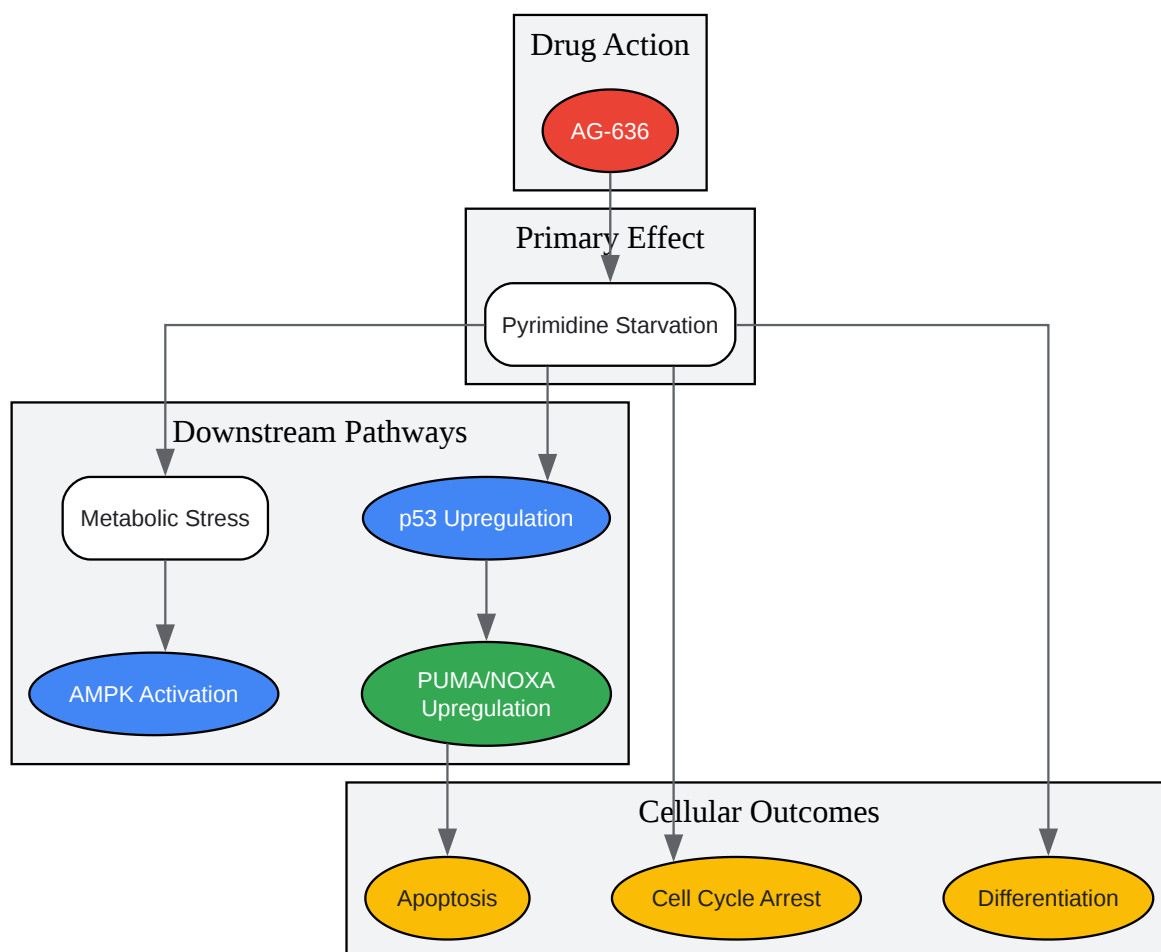 Drug Action
AG-636
Primary Effect
Pyrimidine Starvation
Downstream Pathways
Metabolic Stress
p53 Upregulation
AMPK Activation
PUMA/NOXA
Upregulation
Cellular Outcomes
Apoptosis
Cell Cycle Arrest
Differentiation